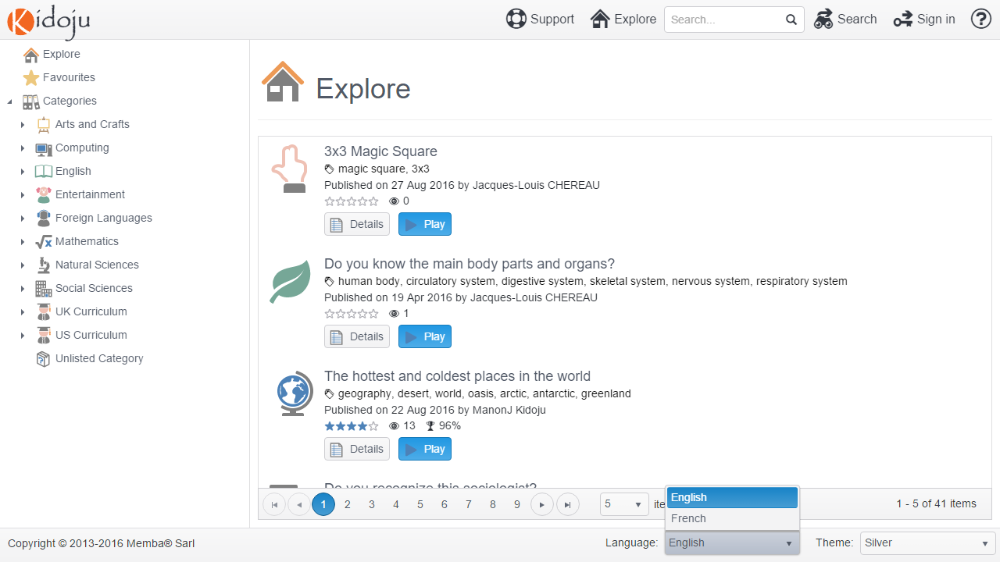 Kidoju
Support
Explore
Search...
Search
Sign in
Explore
Favourites
Categories
Arts and Crafts
Computing
English
Entertainment
Foreign Languages
Mathematics
Natural Sciences
Social Sciences
UK Curriculum
US Curriculum
Unlisted Category
Explore
3x3 Magic Square
magic square, 3x3
Published on 27 Aug 2016 by Jacques-Louis CHEREAU
0
Details Play
Do you know the main body parts and organs?
human body, circulatory system, digestive system, skeletal system, nervous system, respiratory system
Published on 19 Apr 2016 by Jacques-Louis CHEREAU
1
Details Play
The hottest and coldest places in the world
geography, desert, world, oasis, arctic, antarctic, greenland
Published on 22 Aug 2016 by ManonJ Kidoju
13 96%
Details Play
Do you recognize this sociologist?
1 2 3 4 5 6 7 8 9
5
1 - 5 of 41 items
English
French
Copyright © 2013-2016 Memba® Sarl
Language: English
Theme: Silver